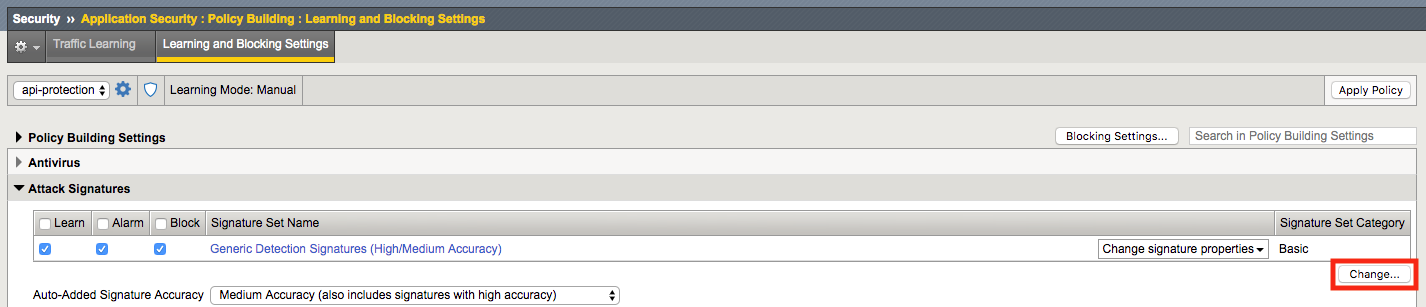 Security ›› Application Security : Policy Building : Learning and Blocking Settings
Traffic Learning Learning and Blocking Settings
api-protection Learning Mode: Manual Apply Policy
Policy Building Settings Blocking Settings... Search in Policy Building Settings
Antivirus
Attack Signatures
Learn Alarm Block Signature Set Name Signature Set Category
Generic Detection Signatures (High/Medium Accuracy) Change signature properties Basic
Change...
Auto-Added Signature Accuracy Medium Accuracy (also includes signatures with high accuracy)